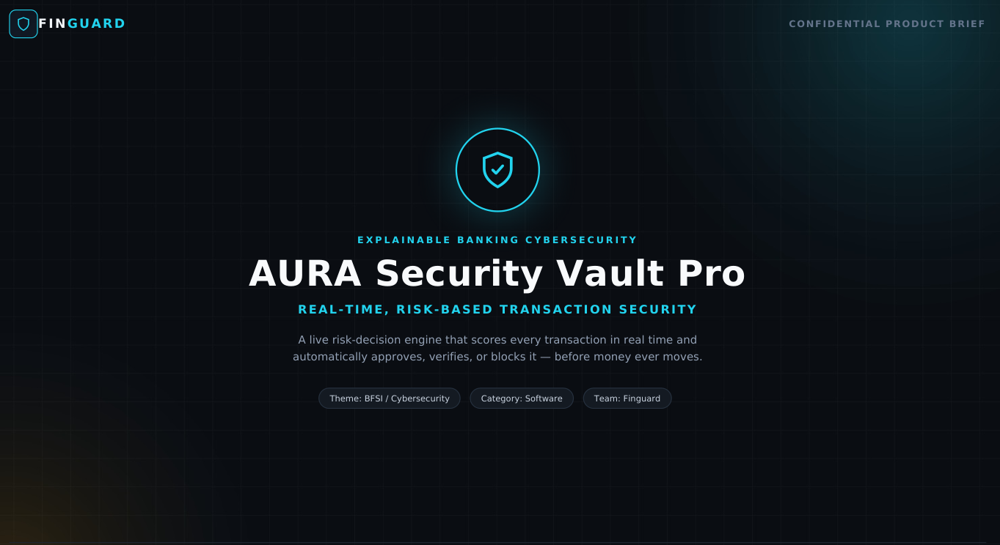 FINGUARD
CONFIDENTIAL PRODUCT BRIEF
EXPLAINABLE BANKING CYBERSECURITY
AURA Security Vault Pro
REAL-TIME, RISK-BASED TRANSACTION SECURITY
A live risk-decision engine that scores every transaction in real time and
automatically approves, verifies, or blocks it — before money ever moves.
Theme: BFSI / Cybersecurity
Category: Software
Team: Finguard